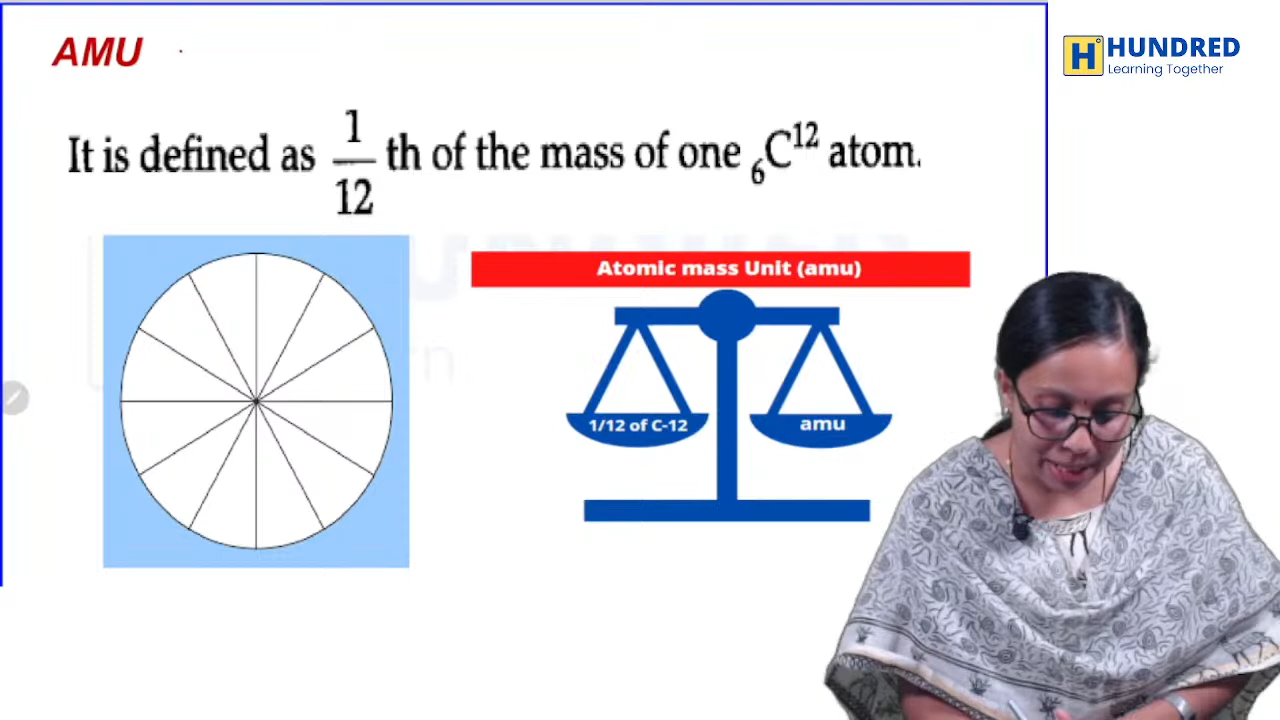 AMU
HUNDRED
Learning Together
It is defined as 1/12 th of the mass of one ₆C¹² atom.
Atomic mass Unit (amu)
1/12 of C-12
amu